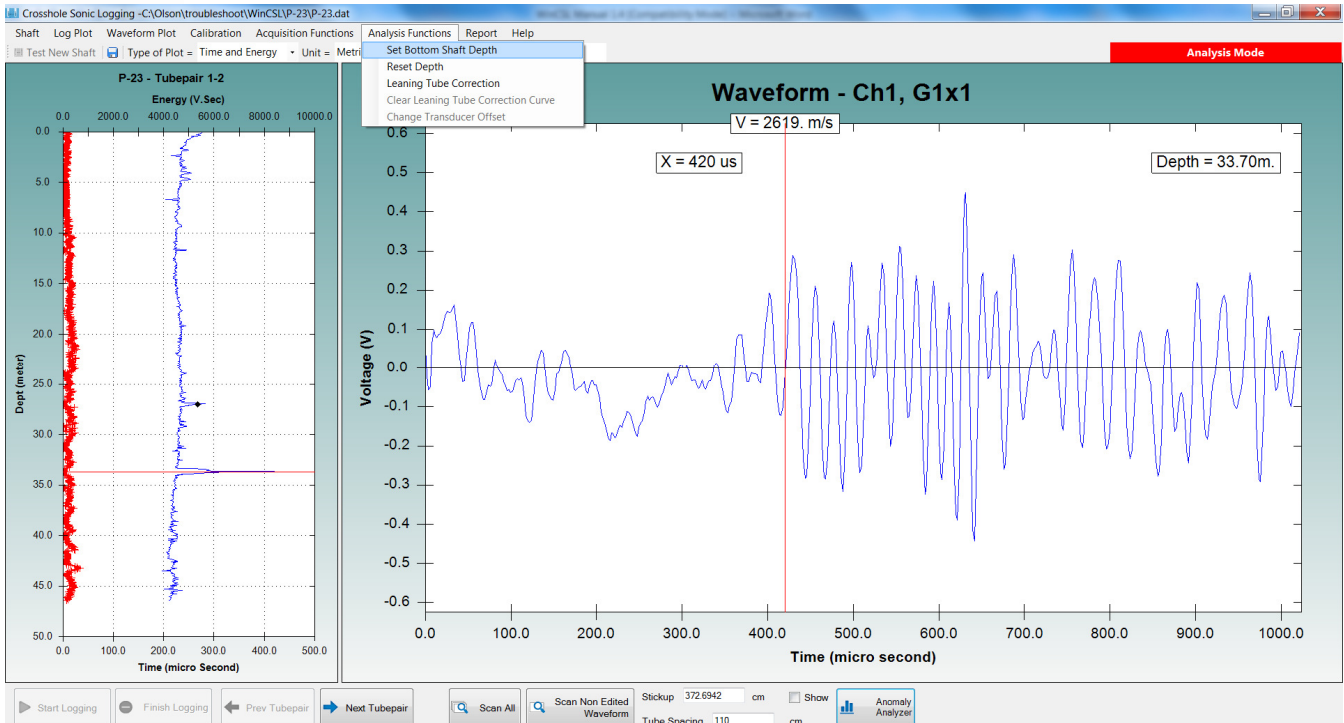 Crosshole Sonic Logging -C:\Olson\troubleshoot\WinCSL\P-23\P-23.dat
Shaft Log Plot Waveform Plot Calibration Acquisition Functions Analysis Functions Report Help
Test New Shaft Type of Plot = Time and Energy Unit = Metri
Analysis Mode
Set Bottom Shaft Depth
Reset Depth
Leaning Tube Correction
Clear Leaning Tube Correction Curve
Change Transducer Offset
P-23 - Tubepair 1-2
Energy (V.Sec)
0.0 2000.0 4000.0 6000.0 8000.0 10000.0
0.0
5.0
10.0
15.0
20.0
25.0
30.0
35.0
40.0
45.0
50.0
Dept (meter)
0.0 100.0 200.0 300.0 400.0 500.0
Time (micro Second)
Waveform - Ch1, G1x1
V = 2619. m/s
X = 420 us
Depth = 33.70m.
0.6
0.5
0.4
0.3
0.2
0.1
0.0
-0.1
-0.2
-0.3
-0.4
-0.5
-0.6
Voltage (V)
0.0 100.0 200.0 300.0 400.0 500.0 600.0 700.0 800.0 900.0 1000.0
Time (micro second)
Start Logging Finish Logging Prev Tubepair Next Tubepair Scan All Scan Non Edited Waveform
Stickup 372.6942 cm Show
Tube Spacing 110 cm
Anomaly Analyzer